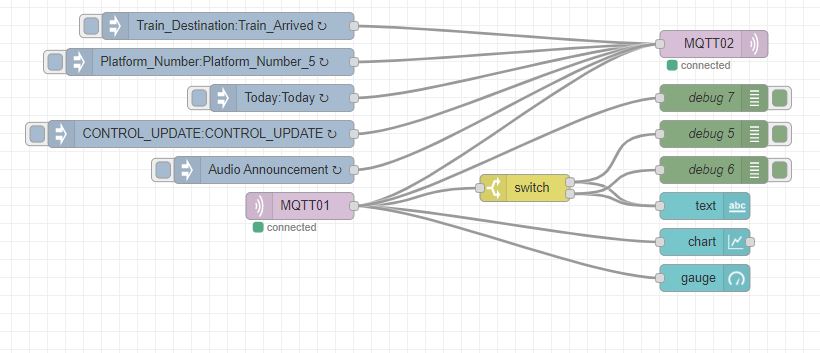 Train_Destination:Train_Arrived ↻
MQTT02
connected
Platform_Number:Platform_Number_5 ↻
Today:Today ↻
debug 7
CONTROL_UPDATE:CONTROL_UPDATE ↻
debug 5
Audio Announcement ↻
debug 6
switch
MQTT01
connected
text
abc
chart
gauge